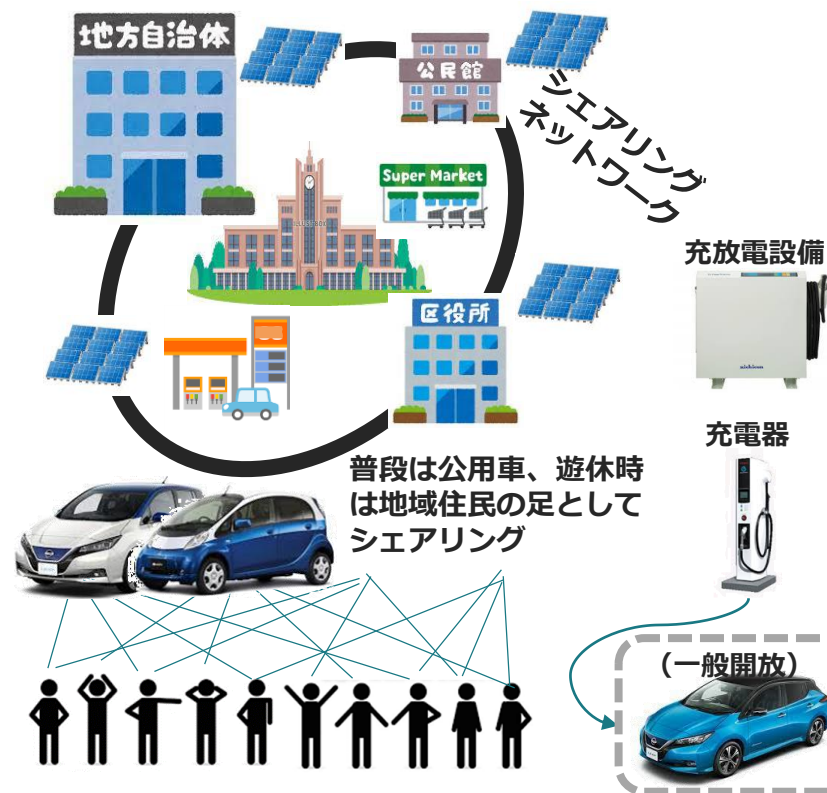 地方自治体
公民館
シェアリング
ネットワーク
Super Market
充放電設備
区役所
nichicon
充電器
普段は公用車、遊休時
は地域住民の足として
シェアリング
（一般開放）